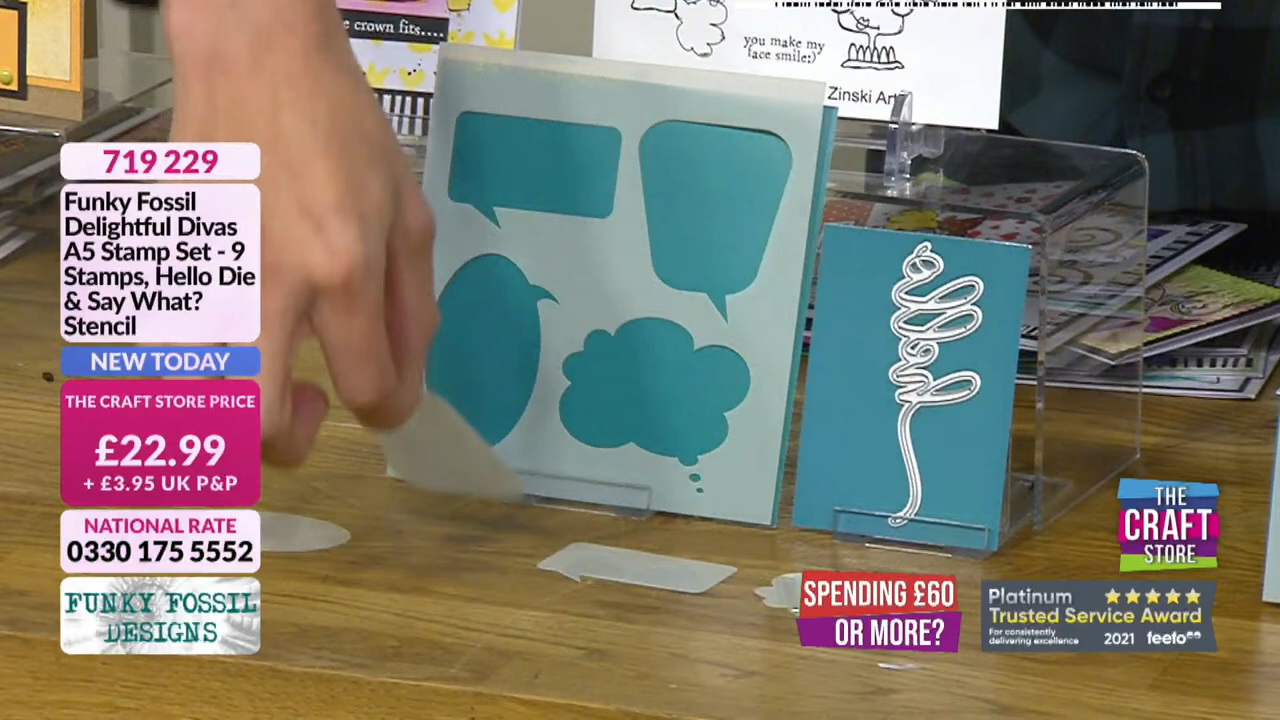 e crown fits....
you make my
face smile:)
Zinski Art
719 229
Funky Fossil
Delightful Divas
A5 Stamp Set - 9
Stamps, Hello Die
& Say What?
Stencil
NEW TODAY
THE CRAFT STORE PRICE
£22.99
+ £3.95 UK P&P
NATIONAL RATE
0330 175 5552
FUNKY FOSSIL
DESIGNS
hello
THE
CRAFT
STORE
SPENDING £60
OR MORE?
Platinum
Trusted Service Award
For consistently
delivering excellence
2021 feefo